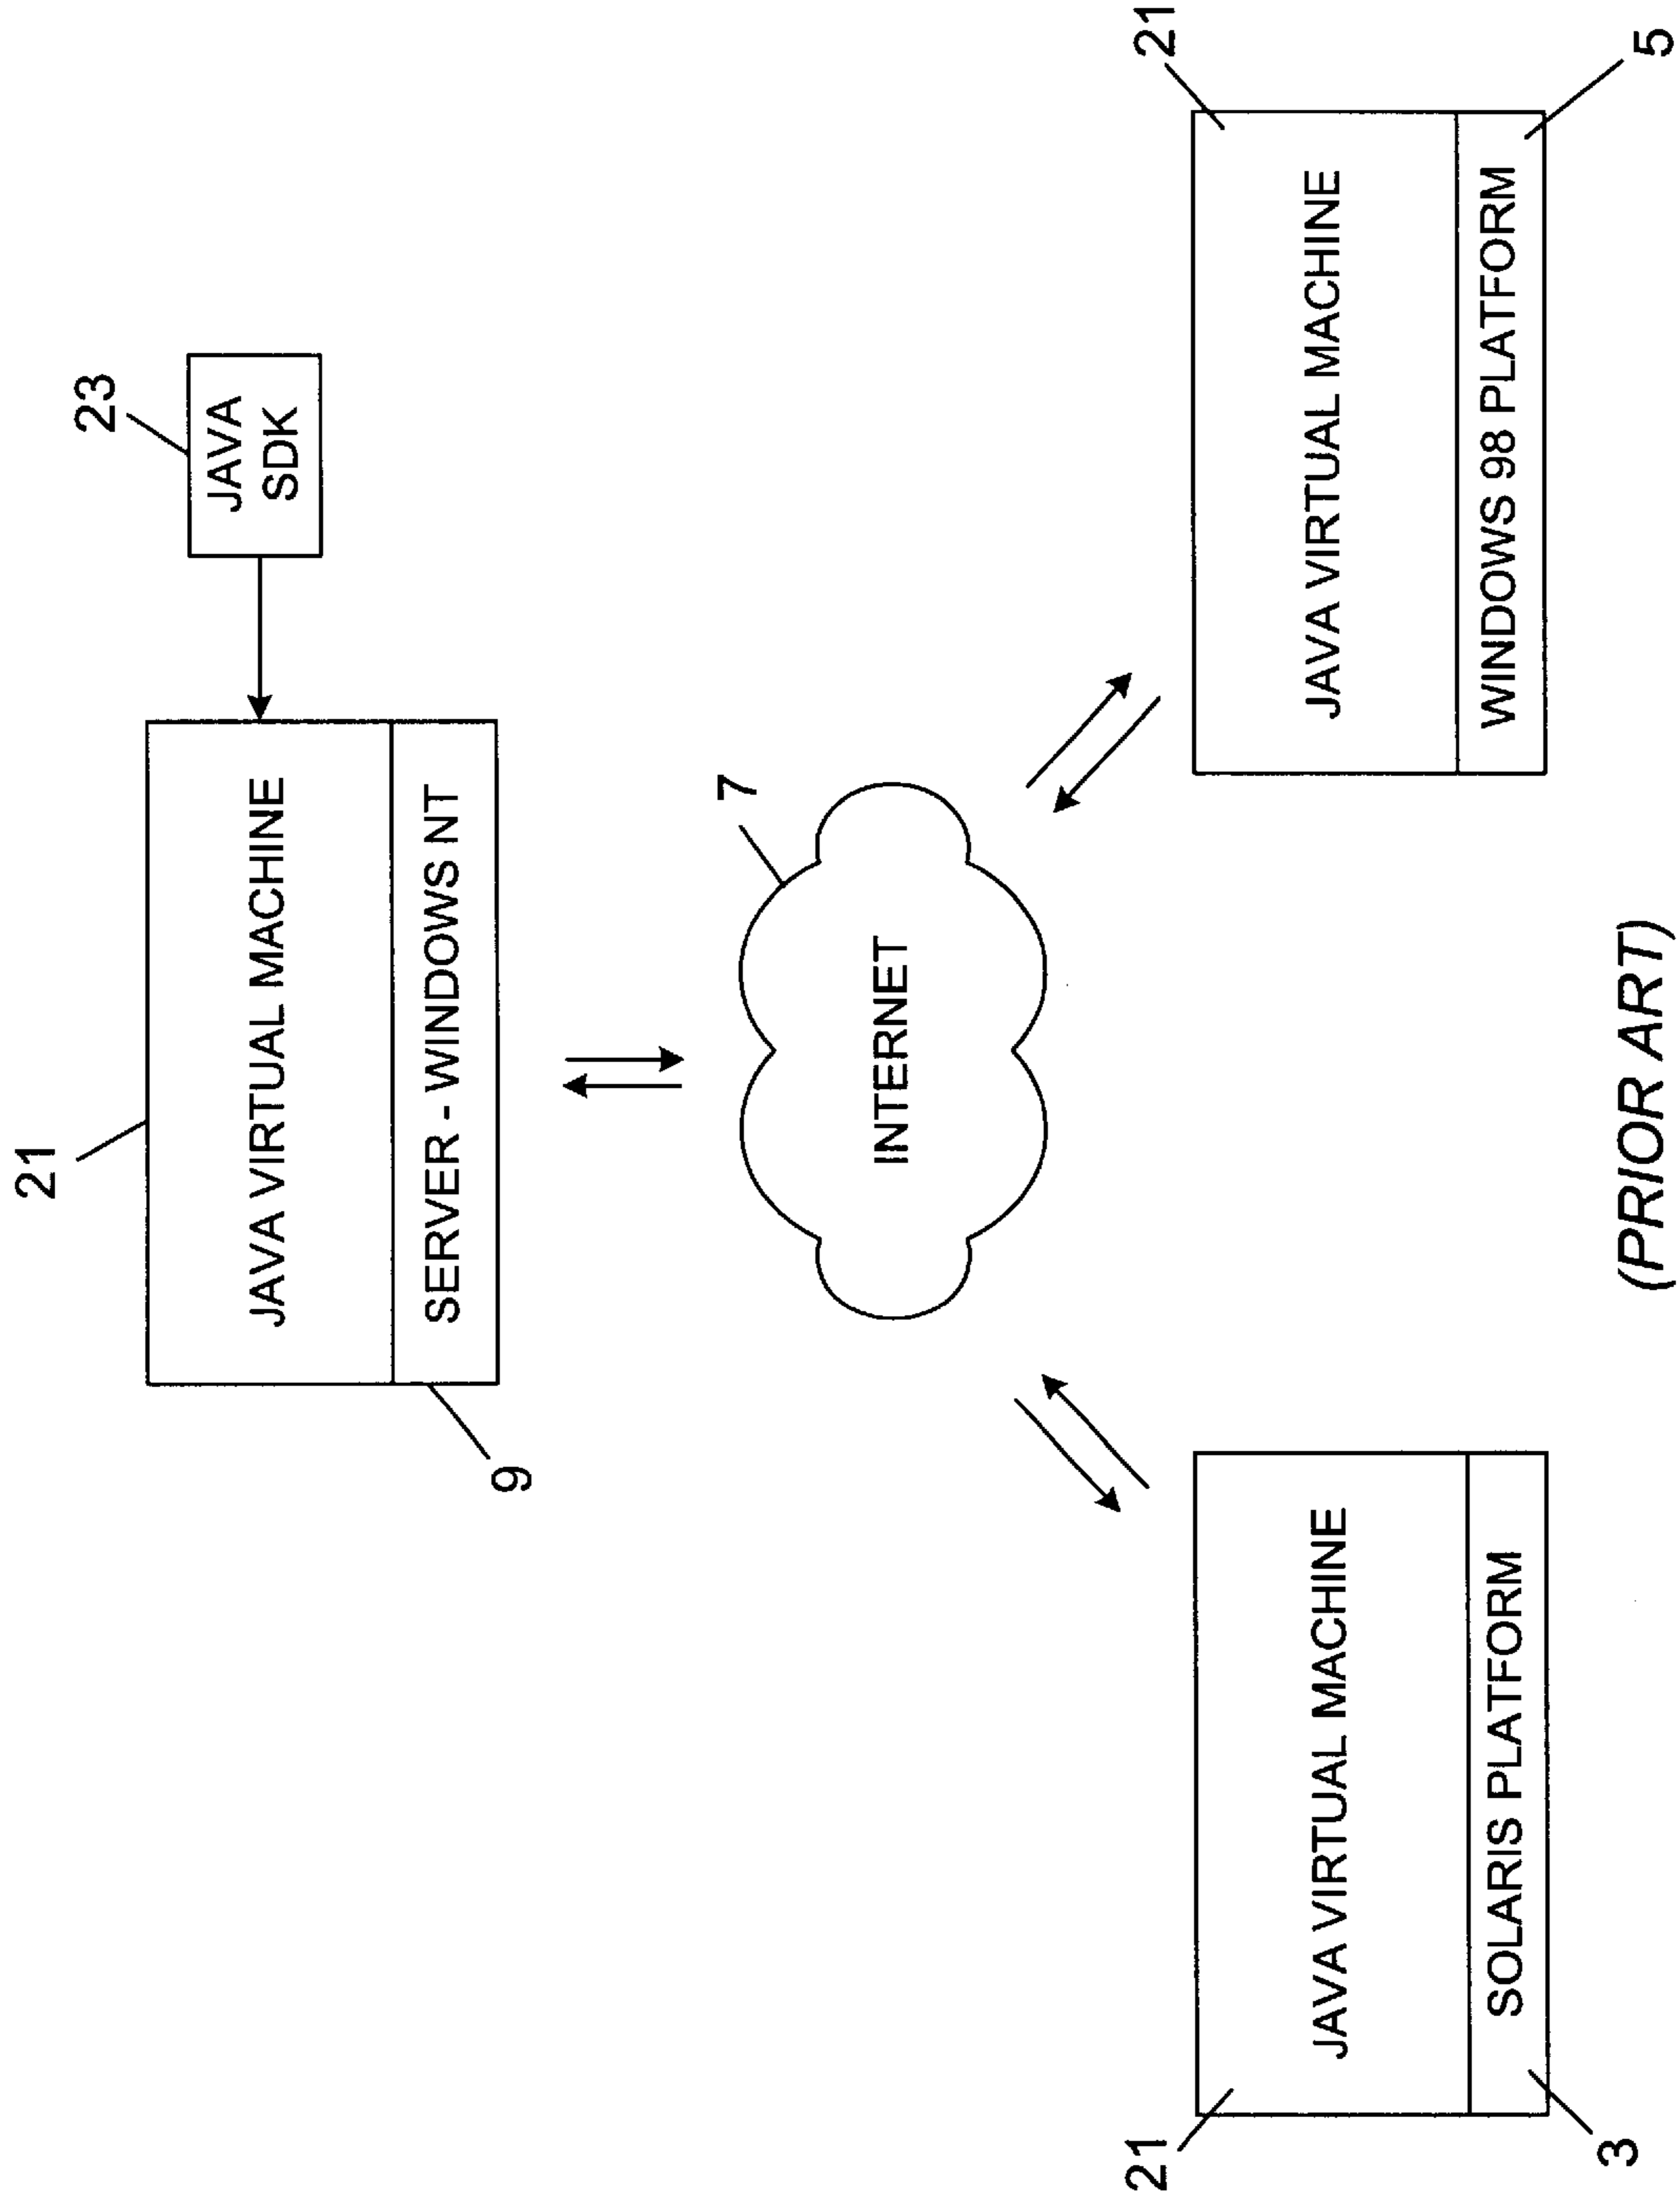 21
23
JAVA
SDK
JAVA VIRTUAL MACHINE
SERVER - WINDOWS NT
9
7
INTERNET
21
JAVA VIRTUAL MACHINE
SOLARIS PLATFORM
3
21
JAVA VIRTUAL MACHINE
WINDOWS 98 PLATFORM
5
(PRIOR ART)